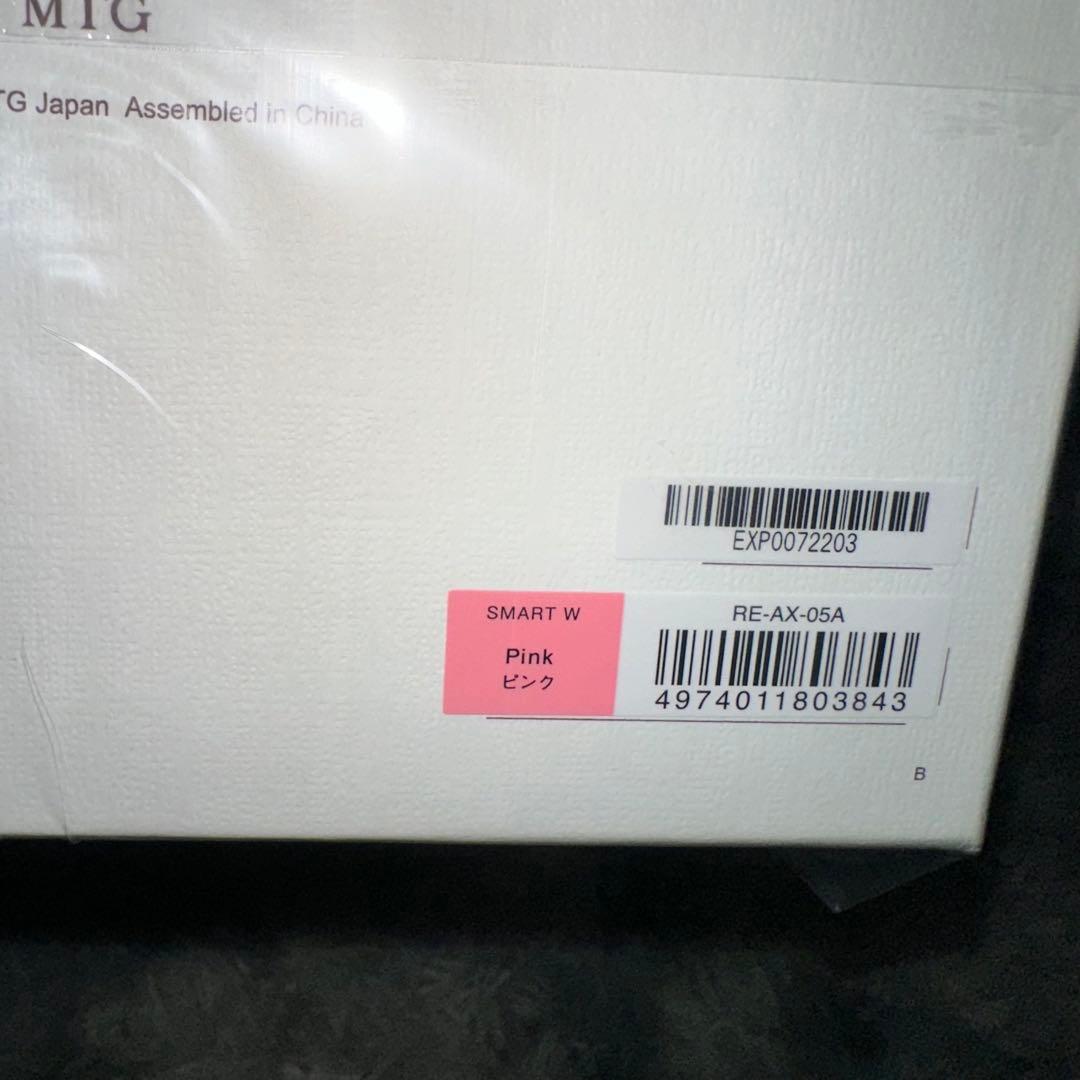 MTG
TG Japan Assembled in China
EXP0072203
SMART W
Pink
ピンク
RE-AX-05A
4974011803843
B